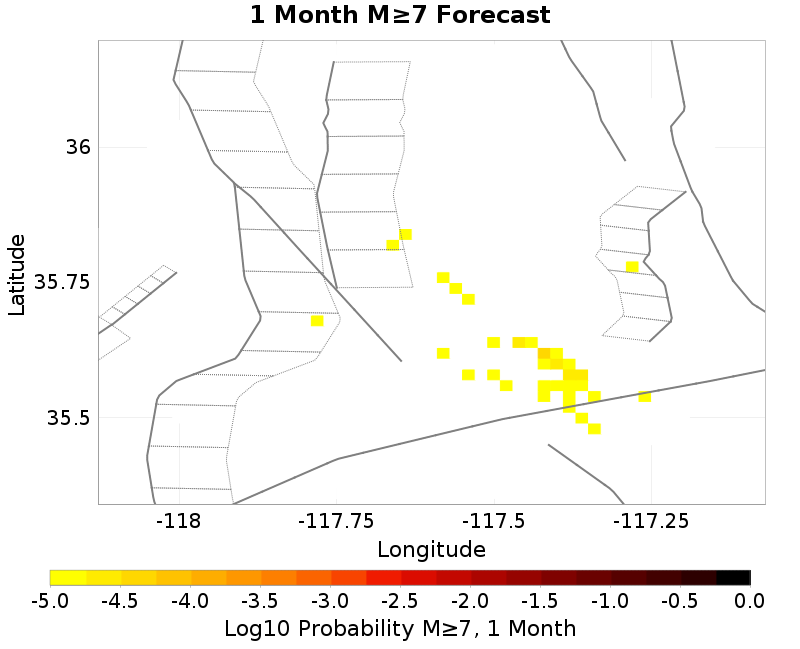 1 Month M≥7 Forecast
Latitude
36
35.75
35.5
-118 -117.75 -117.5 -117.25
Longitude
-5.0 -4.5 -4.0 -3.5 -3.0 -2.5 -2.0 -1.5 -1.0 -0.5 0.0
Log10 Probability M≥7, 1 Month